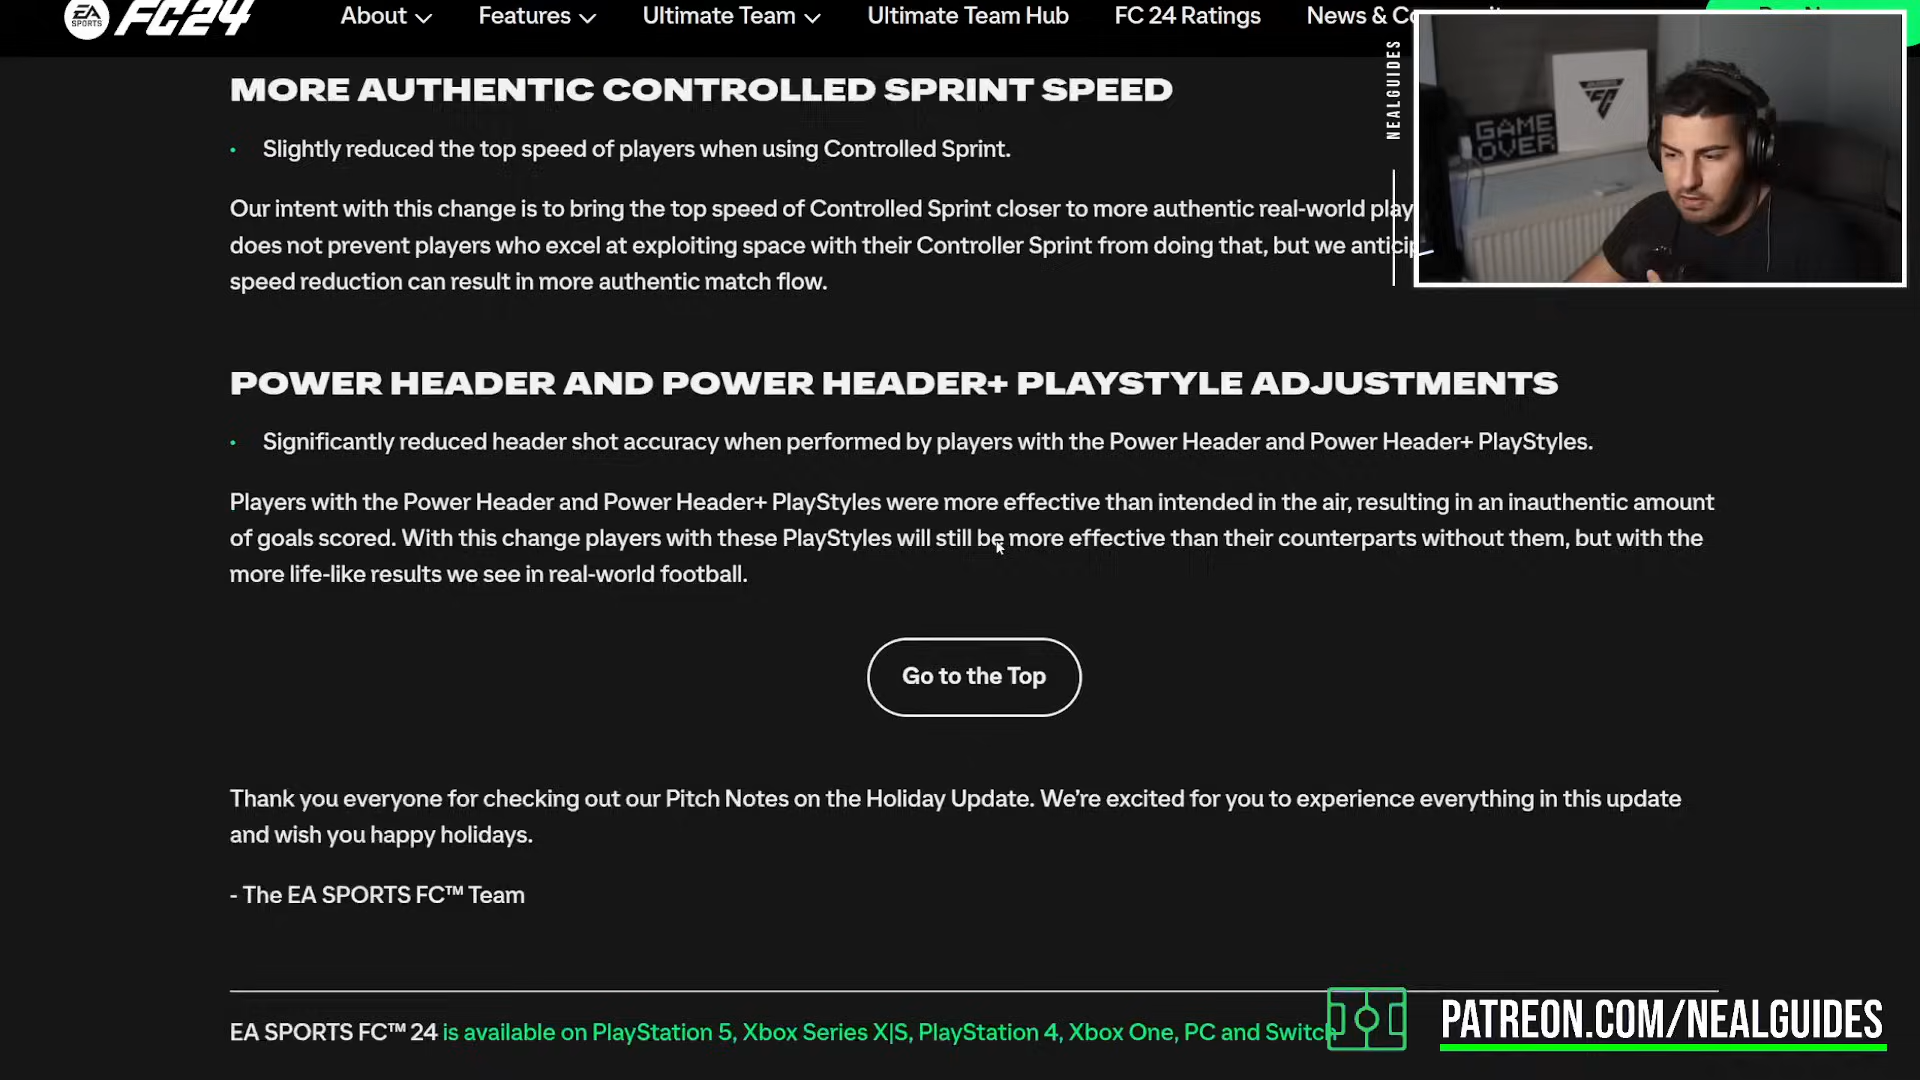 EA SPORTS FC24 About Features Ultimate Team Ultimate Team Hub FC 24 Ratings News &
MORE AUTHENTIC CONTROLLED SPRINT SPEED
NEALGUIDES
GAME OVER
FC
• Slightly reduced the top speed of players when using Controlled Sprint.
Our intent with this change is to bring the top speed of Controlled Sprint closer to more authentic real-world
does not prevent players who excel at exploiting space with their Controller Sprint from doing that, but we
speed reduction can result in more authentic match flow.
POWER HEADER AND POWER HEADER+ PLAYSTYLE ADJUSTMENTS
• Significantly reduced header shot accuracy when performed by players with the Power Header and Power Header+ PlayStyles.
Players with the Power Header and Power Header+ PlayStyles were more effective than intended in the air, resulting in an inauthentic amount
of goals scored. With this change players with these PlayStyles will still be more effective than their counterparts without them, but with the
more life-like results we see in real-world football.
Go to the Top
Thank you everyone for checking out our Pitch Notes on the Holiday Update. We’re excited for you to experience everything in this update
and wish you happy holidays.
- The EA SPORTS FC™ Team
EA SPORTS FC™ 24 is available on PlayStation 5, Xbox Series X|S, PlayStation 4, Xbox One, PC and Switch
PATREON.COM/NEALGUIDES